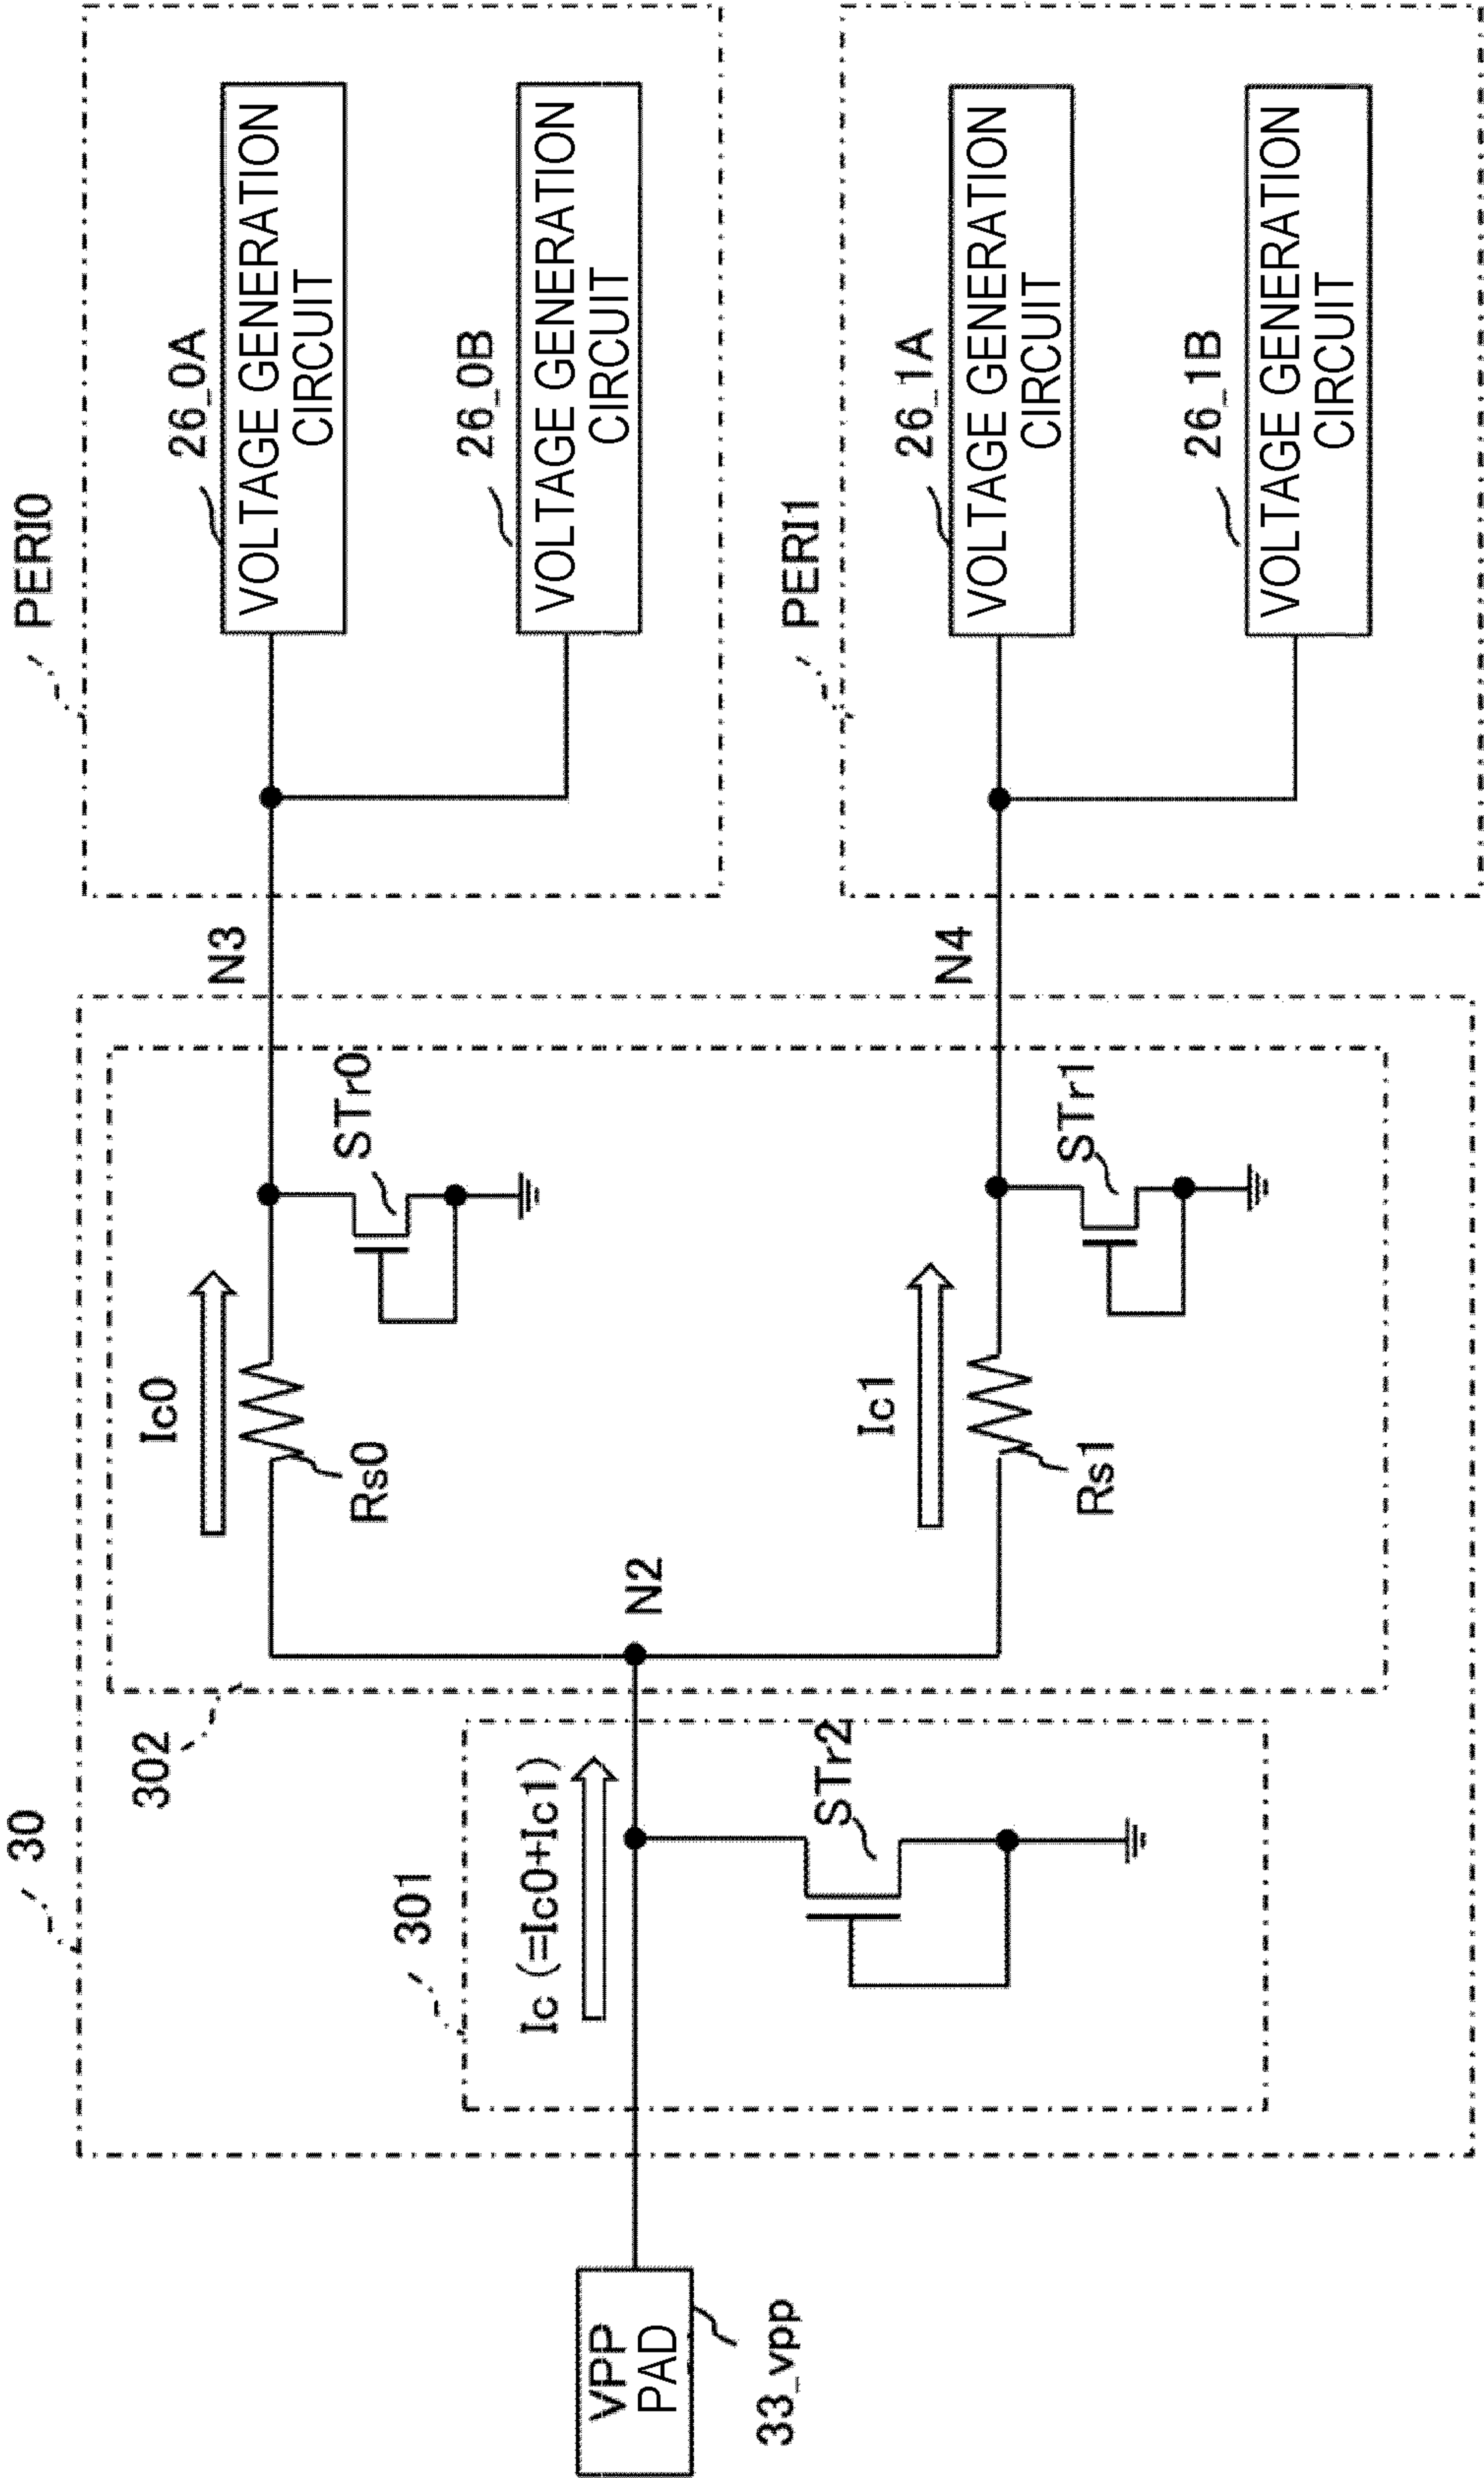 30
302
301
Ic (=Ic0+Ic1)
STr2
VPP
PAD
33_vpp
N2
Ic0
Rs0
STr0
N3
Ic1
Rs1
STr1
N4
PERI0
26_0A
VOLTAGE GENERATION
CIRCUIT
26_0B
VOLTAGE GENERATION
CIRCUIT
PERI1
26_1A
VOLTAGE GENERATION
CIRCUIT
26_1B
VOLTAGE GENERATION
CIRCUIT